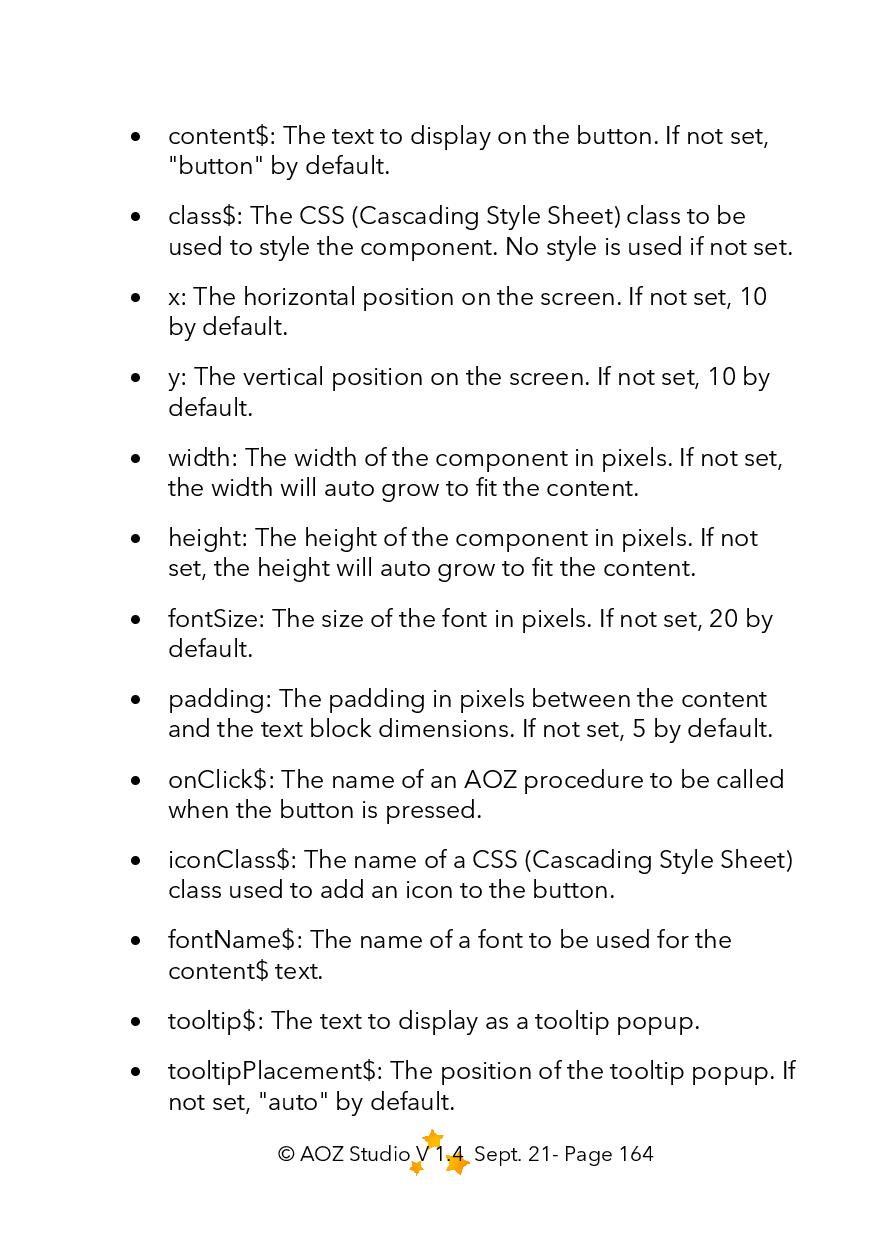 • content$: The text to display on the button. If not set,
"button" by default.
• class$: The CSS (Cascading Style Sheet) class to be
used to style the component. No style is used if not set.
• x: The horizontal position on the screen. If not set, 10
by default.
• y: The vertical position on the screen. If not set, 10 by
default.
• width: The width of the component in pixels. If not set,
the width will auto grow to fit the content.
• height: The height of the component in pixels. If not
set, the height will auto grow to fit the content.
• fontSize: The size of the font in pixels. If not set, 20 by
default.
• padding: The padding in pixels between the content
and the text block dimensions. If not set, 5 by default.
• onClick$: The name of an AOZ procedure to be called
when the button is pressed.
• iconClass$: The name of a CSS (Cascading Style Sheet)
class used to add an icon to the button.
• fontName$: The name of a font to be used for the
content$ text.
• tooltip$: The text to display as a tooltip popup.
• tooltipPlacement$: The position of the tooltip popup. If
not set, "auto" by default.
© AOZ Studio V 1.4 Sept. 21- Page 164